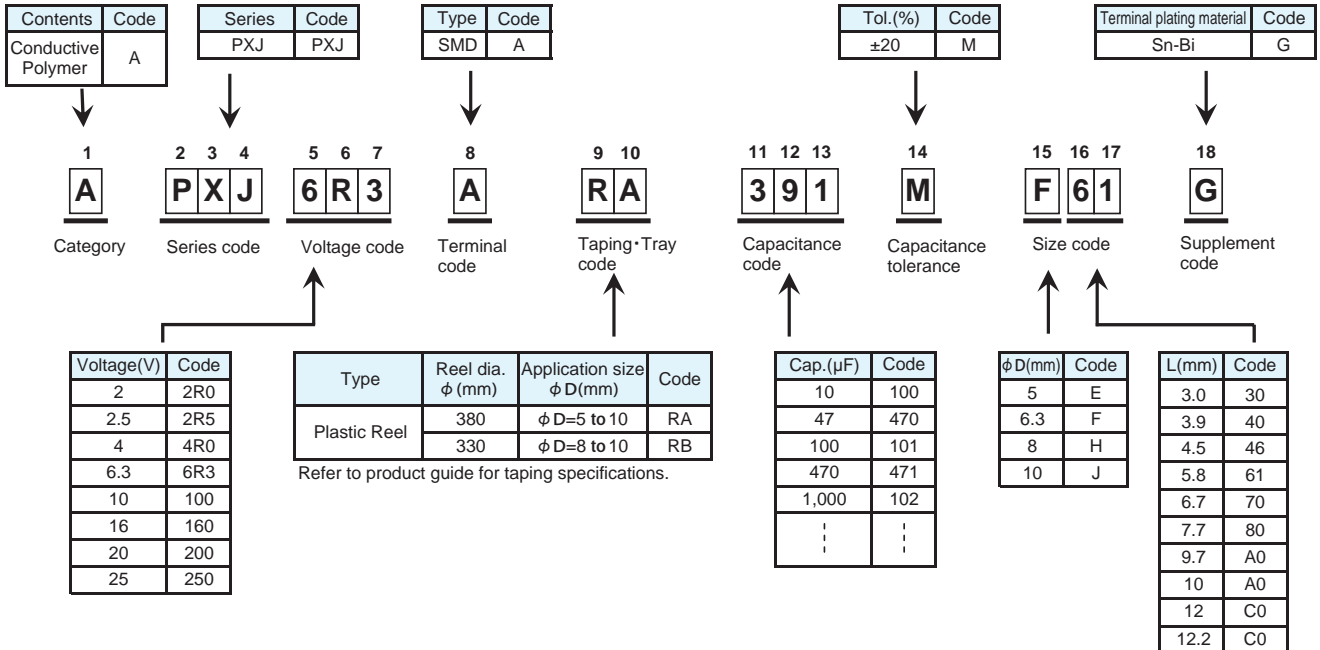 Contents Code
Conductive Polymer A
Series Code
PXJ PXJ
Type Code
SMD A
Tol.(%) Code
±20 M
Terminal plating material Code
Sn-Bi G
1 2 3 4 5 6 7 8 9 10 11 12 13 14 15 16 17 18
A P X J 6 R 3 A R A 3 9 1 M F 6 1 G
Category
Series code
Voltage code
Terminal code
Taping・Tray code
Capacitance code
Capacitance tolerance
Size code
Supplement code
Voltage(V) Code
2 2R0
2.5 2R5
4 4R0
6.3 6R3
10 100
16 160
20 200
25 250
Type Reel dia. ϕ (mm) Application size ϕ D(mm) Code
Plastic Reel 380 ϕ D=5 to 10 RA
330 ϕ D=8 to 10 RB
Refer to product guide for taping specifications.
Cap.(µF) Code
10 100
47 470
100 101
470 471
1,000 102
ϕ D(mm) Code
5 E
6.3 F
8 H
10 J
L(mm) Code
3.0 30
3.9 40
4.5 46
5.8 61
6.7 70
7.7 80
9.7 A0
10 A0
12 C0
12.2 C0